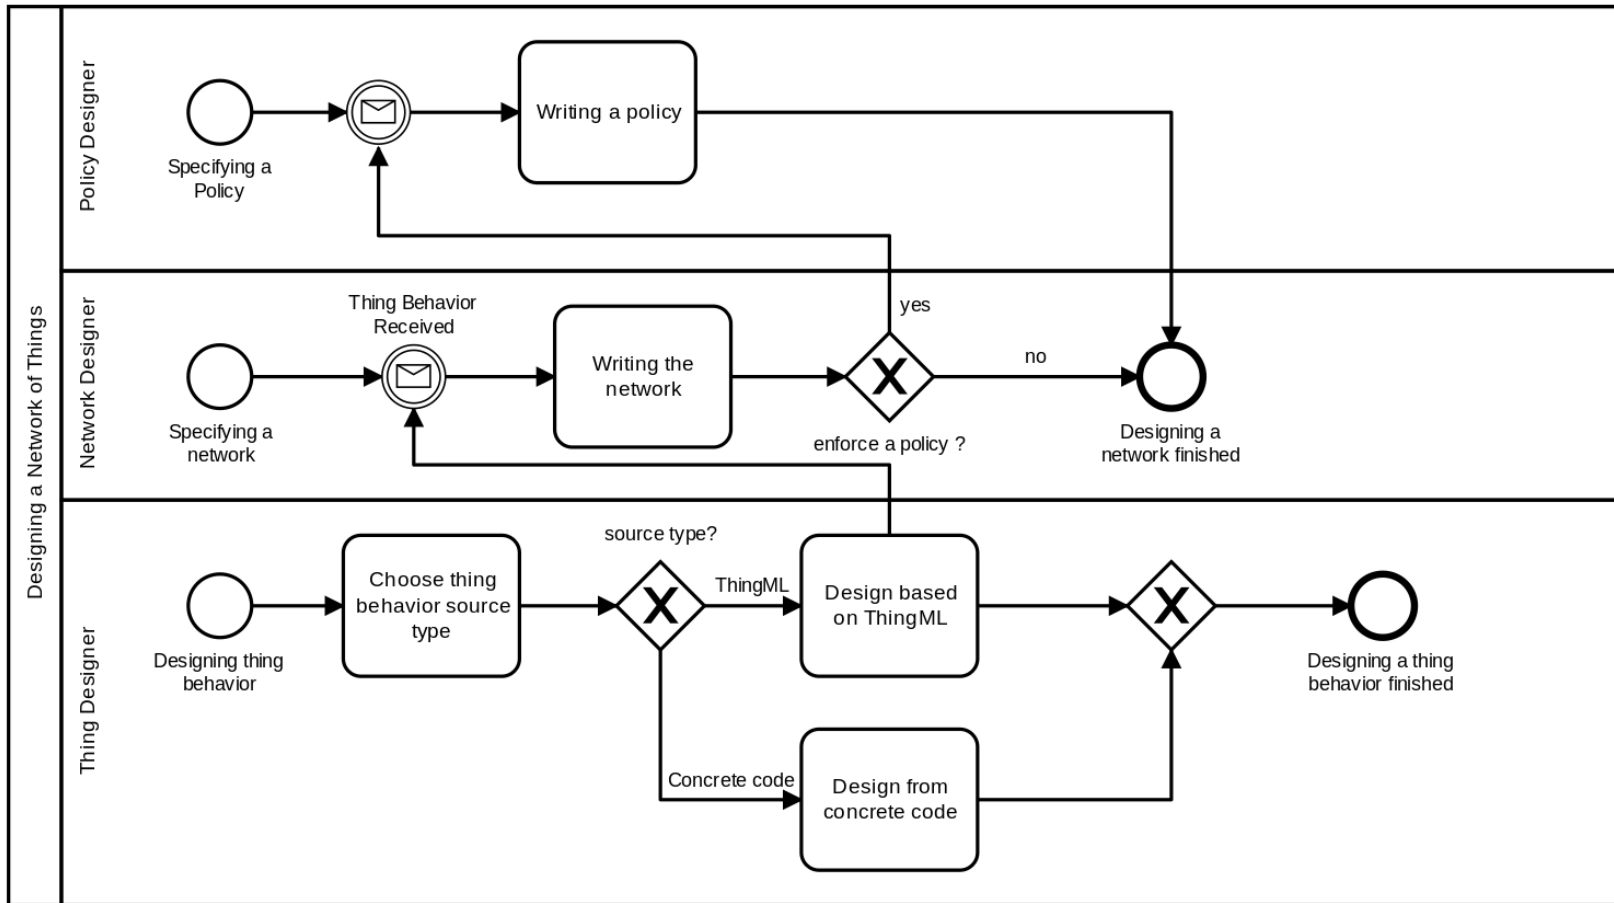 Designing a Network of Things
Policy Designer
Specifying a
Policy
Writing a policy
Network Designer
Specifying a
network
Thing Behavior
Received
Writing the
network
yes
enforce a policy ?
no
Designing a
network finished
Thing Designer
Designing thing
behavior
Choose thing
behavior source
type
source type?
X
ThingML
Concrete code
Design based
on ThingML
Design from
concrete code
X
Designing a thing
behavior finished
X